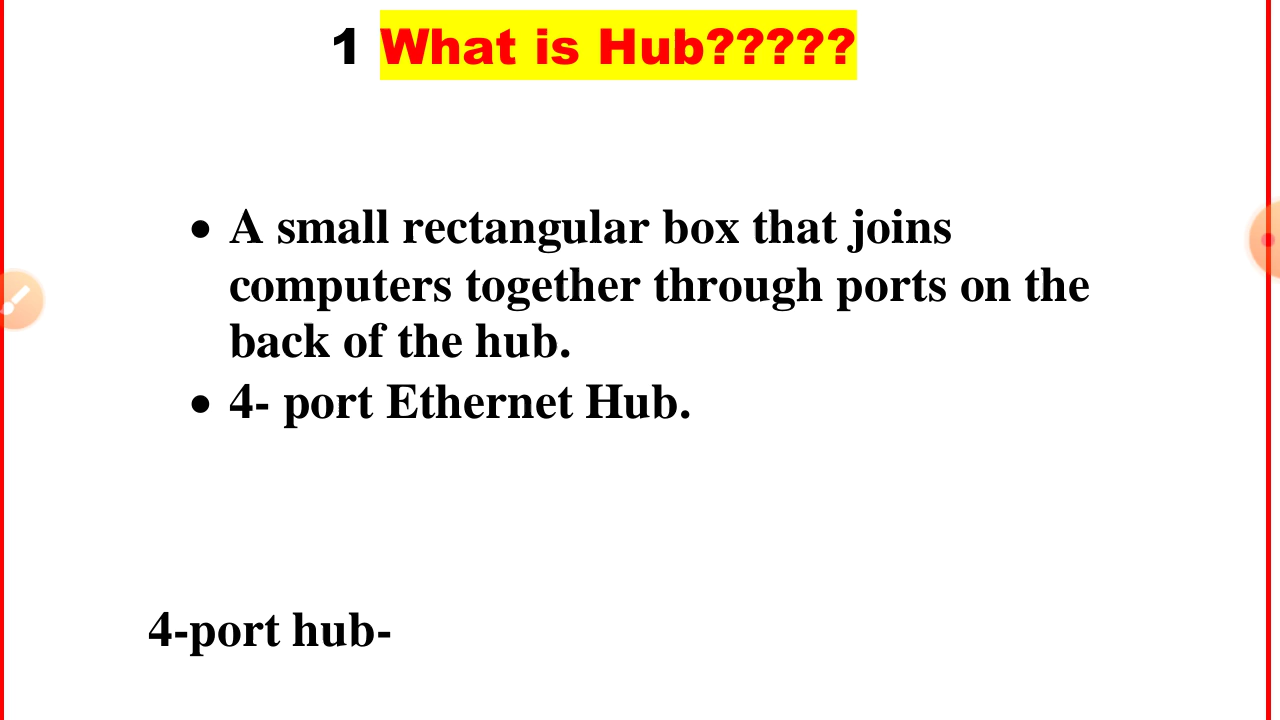 1 What is Hub?????
• A small rectangular box that joins
computers together through ports on the
back of the hub.
• 4- port Ethernet Hub.
4-port hub-